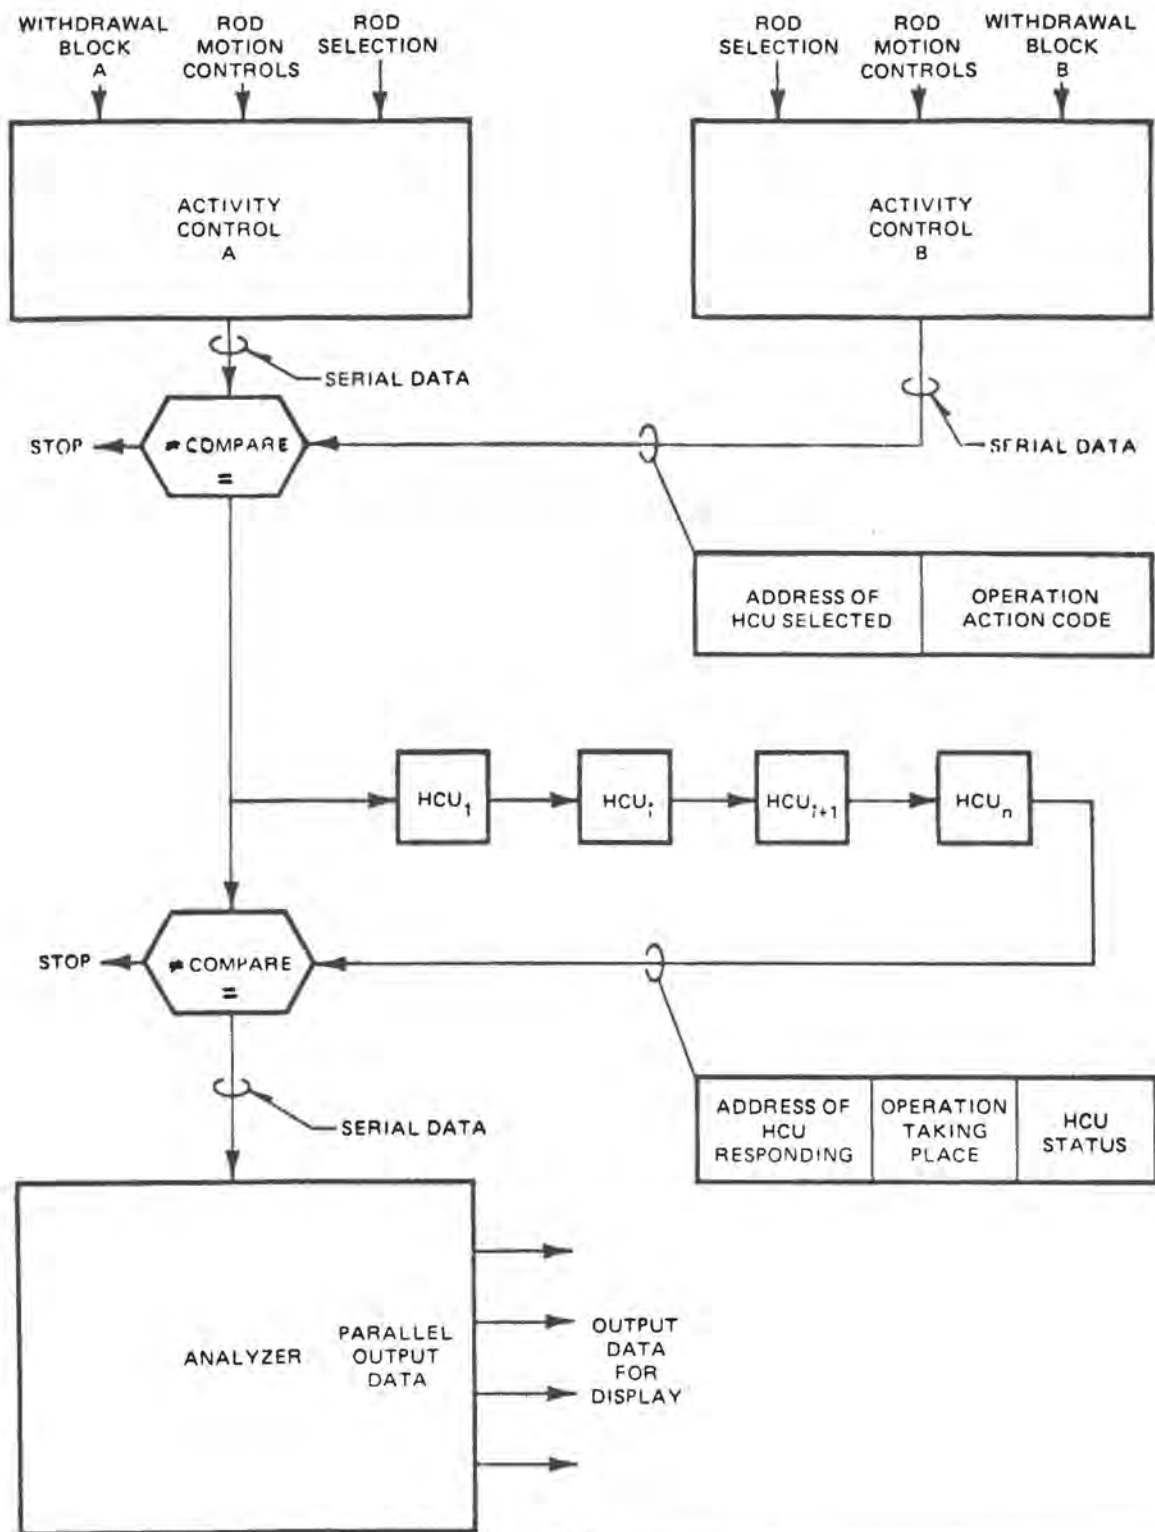 WITHDRAWAL
BLOCK
A
ROD
MOTION
CONTROLS
ROD
SELECTION
ROD
SELECTION
ROD
MOTION
CONTROLS
WITHDRAWAL
BLOCK
B
ACTIVITY
CONTROL
A
ACTIVITY
CONTROL
B
SERIAL DATA
SERIAL DATA
STOP
≠ COMPARE
=
ADDRESS OF
HCU SELECTED
OPERATION
ACTION CODE
HCU₁
HCUᵢ
HCUᵢ₊₁
HCUₙ
STOP
≠ COMPARE
=
SERIAL DATA
ADDRESS OF
HCU
RESPONDING
OPERATION
TAKING
PLACE
HCU
STATUS
ANALYZER
PARALLEL
OUTPUT
DATA
OUTPUT
DATA
FOR
DISPLAY